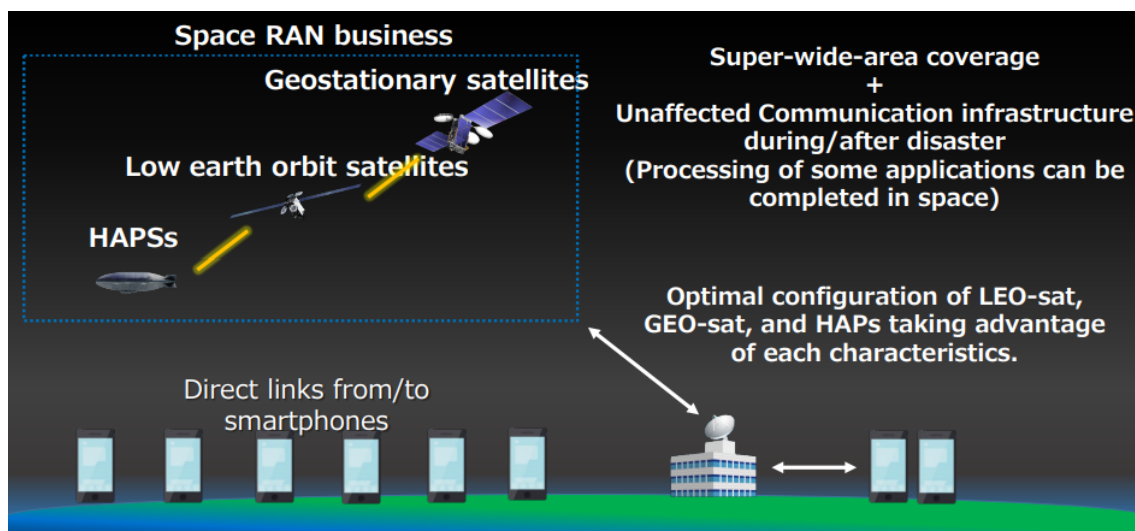 Space RAN business
Geostationary satellites
Low earth orbit satellites
HAPSs
Super-wide-area coverage
+
Unaffected Communication infrastructure
during/after disaster
(Processing of some applications can be
completed in space)
Optimal configuration of LEO-sat,
GEO-sat, and HAPs taking advantage
of each characteristics.
Direct links from/to
smartphones